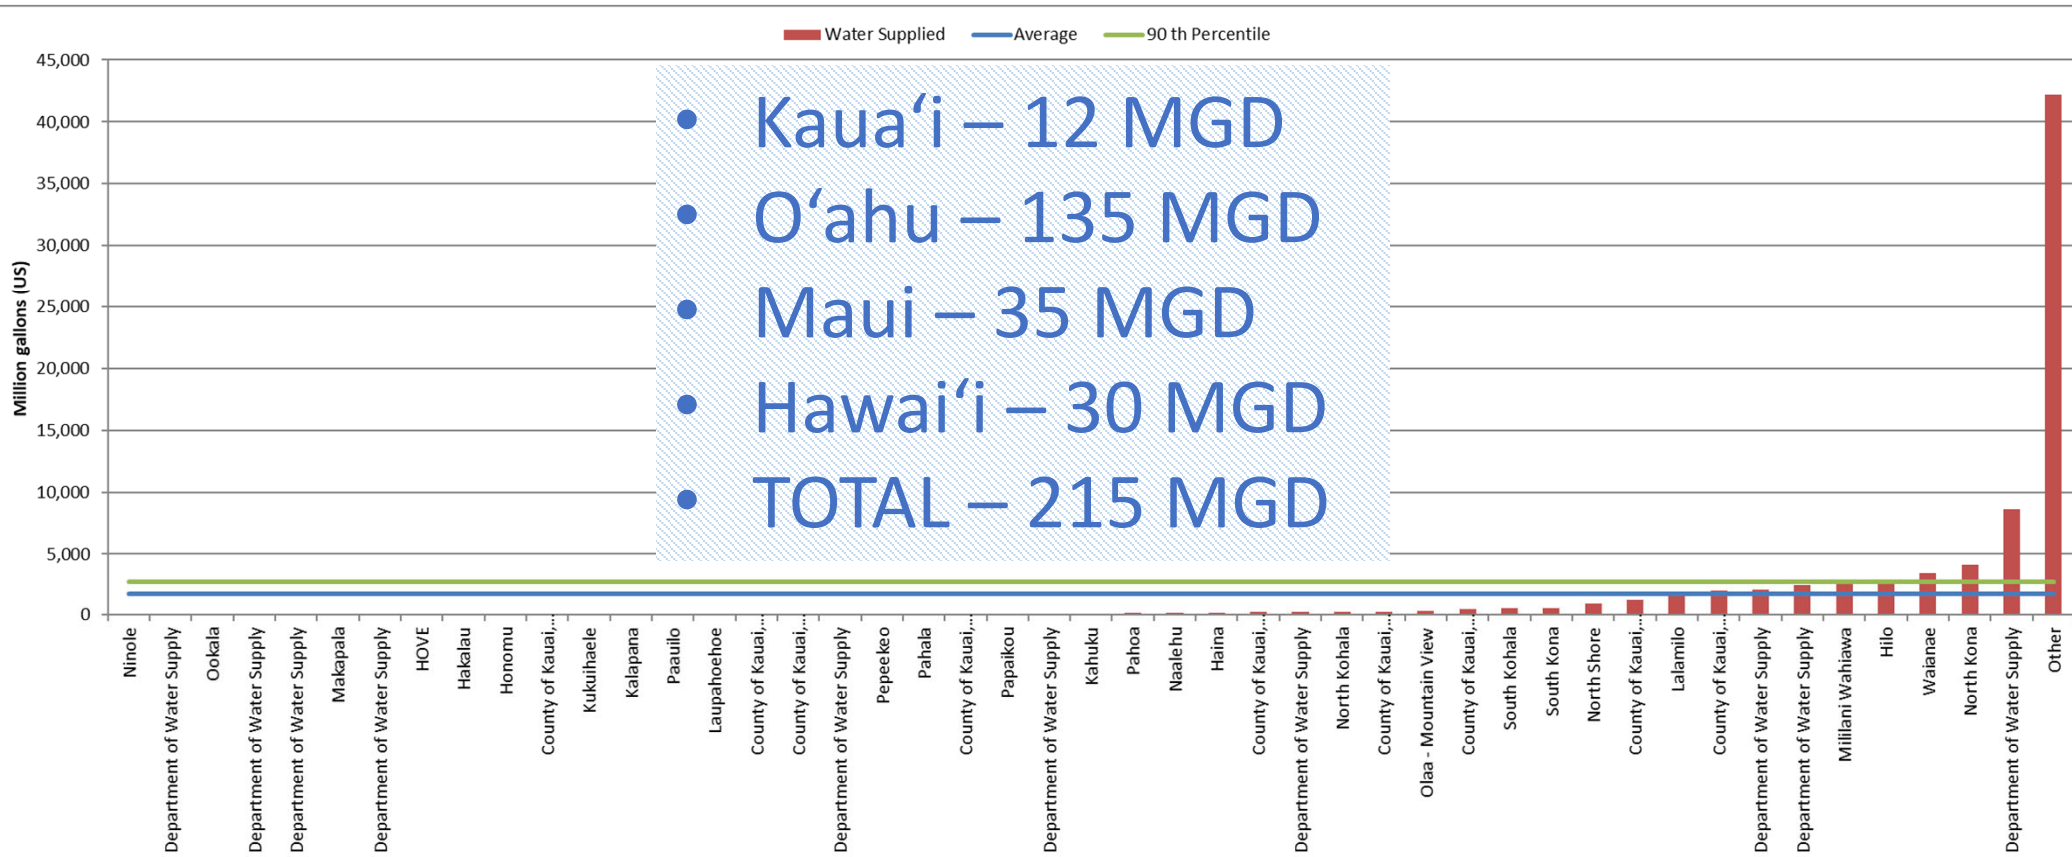 Water Supplied Average 90 th Percentile
45,000
40,000
35,000
30,000
25,000
20,000
15,000
10,000
5,000
0
Million gallons (US)
• Kauaʻi – 12 MGD
• Oʻahu – 135 MGD
• Maui – 35 MGD
• Hawaiʻi – 30 MGD
• TOTAL – 215 MGD
Ninole
Department of Water Supply
Ookala
Department of Water Supply
Department of Water Supply
Makapala
Department of Water Supply
HOVE
Hakalau
Honomu
County of Kauai,...
Kukuihaele
Kalapana
Paauilo
Laupahoehoe
County of Kauai,...
County of Kauai,...
Department of Water Supply
Pepeekeo
Pahala
County of Kauai,...
Papaikou
Department of Water Supply
Kahuku
Pahoa
Naalehu
Haina
County of Kauai,...
Department of Water Supply
North Kohala
County of Kauai,...
Olaa - Mountain View
County of Kauai,...
South Kohala
South Kona
North Shore
County of Kauai,...
Lalamilo
County of Kauai,...
Department of Water Supply
Department of Water Supply
Mililani Wahiawa
Hilo
Waianae
North Kona
Department of Water Supply
Other